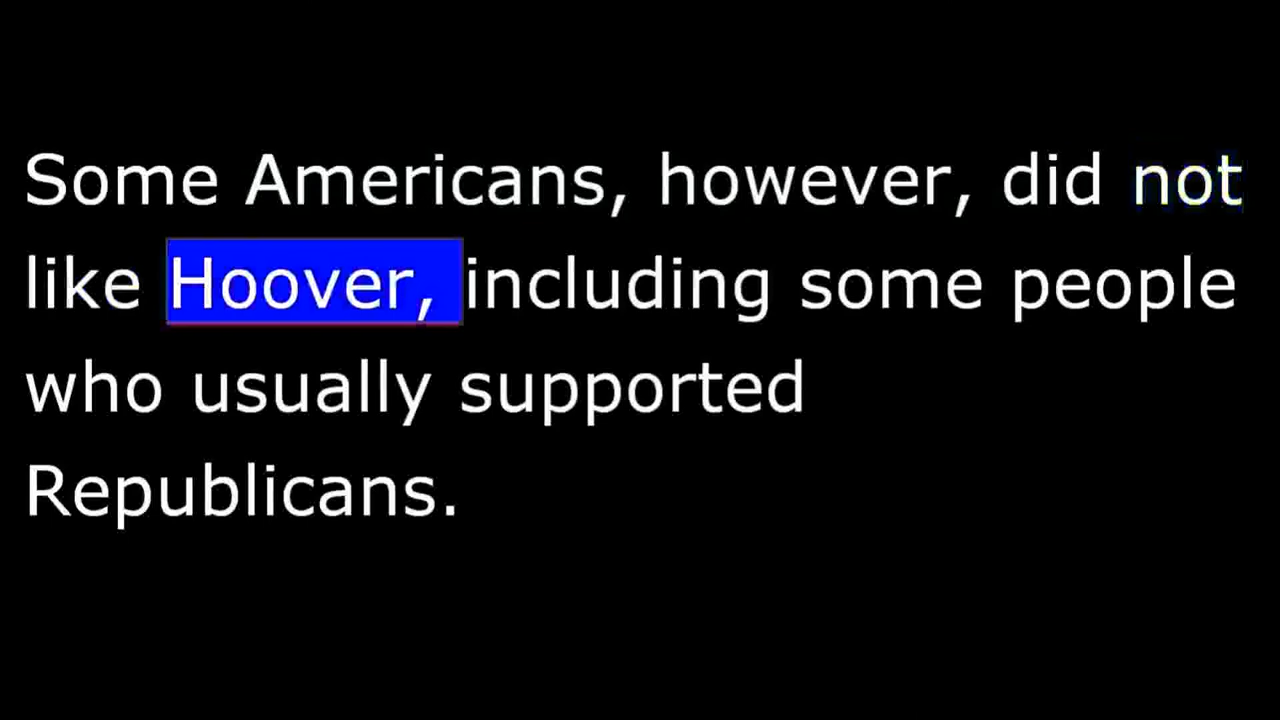 Some Americans, however, did not
like Hoover, including some people
who usually supported
Republicans.